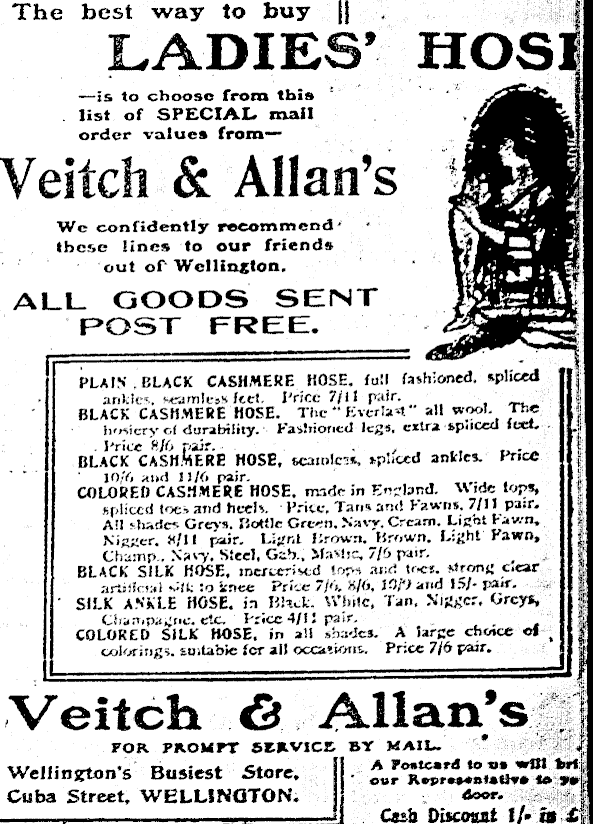 The best way to buy
LADIES' HOSE
—is to choose from this
list of SPECIAL mail
order values from—
Veitch & Allan's
We confidently recommend
these lines to our friends
out of Wellington.
ALL GOODS SENT
POST FREE.
PLAIN BLACK CASHMERE HOSE, full fashioned, spliced
ankles, seamless feet. Price 7/11 pair.
BLACK CASHMERE HOSE. The "Everlast" all wool. The
hosiery of durability. Fashioned legs, extra spliced feet.
Price 8/6 pair.
BLACK CASHMERE HOSE, seamless, spliced ankles. Price
10/6 and 11/6 pair.
COLORED CASHMERE HOSE, made in England. Wide tops,
spliced toes and heels. Price, Tans and Fawns, 7/11 pair.
All shades Greys, Bottle Green, Navy, Cream, Light Fawn,
Nigger, 8/11 pair. Light Brown, Brown, Light Fawn,
Champ., Navy, Steel, Gab., Mastic, 7/6 pair.
BLACK SILK HOSE, mercerised tops and toes, strong clear
artificial silk to knee Price 7/6, 8/6, 10/9 and 15/- pair.
SILK ANKLE HOSE, in Black, White, Tan, Nigger, Greys,
Champagne, etc. Price 4/11 pair.
COLORED SILK HOSE, in all shades. A large choice of
colorings, suitable for all occasions. Price 7/6 pair.
Veitch & Allan's
FOR PROMPT SERVICE BY MAIL.
Wellington's Busiest Store,
Cuba Street, WELLINGTON.
A Postcard to us will bri
our Representative to yo
door.
Cash Discount 1/- in £